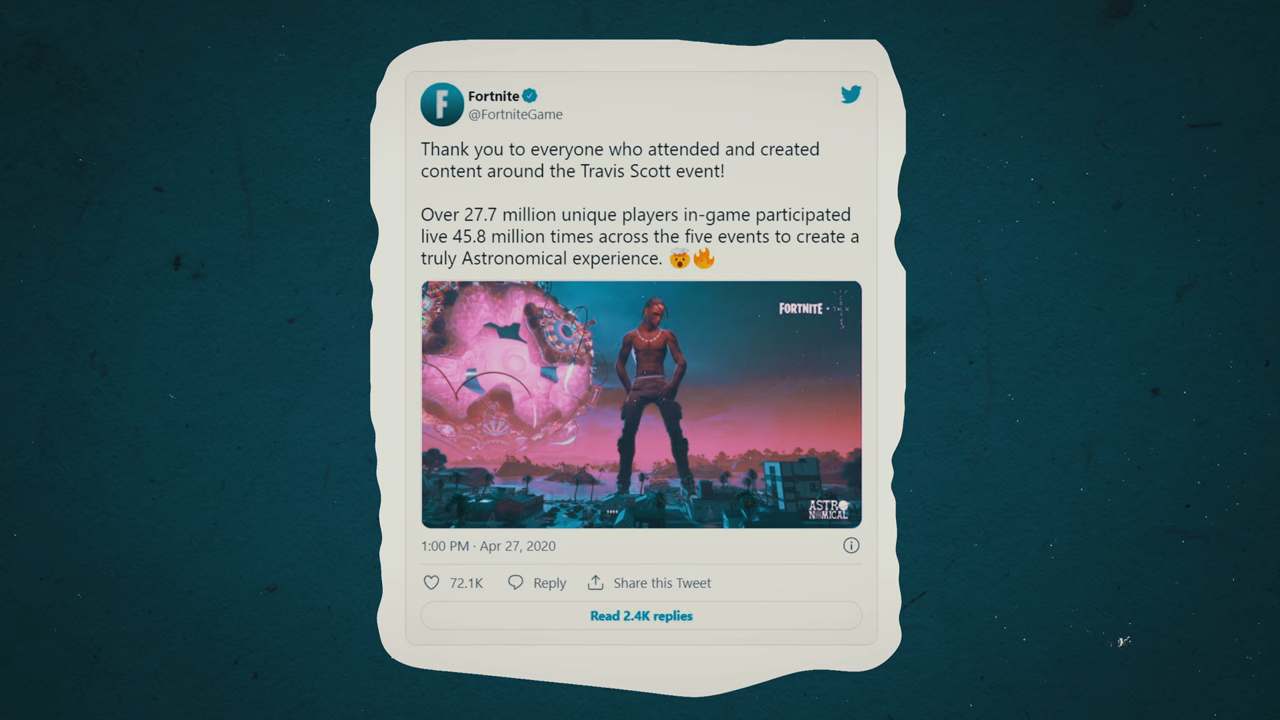 F
Fortnite
@FortniteGame
Thank you to everyone who attended and created
content around the Travis Scott event!
Over 27.7 million unique players in-game participated
live 45.8 million times across the five events to create a
truly Astronomical experience. 🤯🔥
FORTNITE
ASTRO
NOMICAL
1:00 PM · Apr 27, 2020
72.1K Reply Share this Tweet
Read 2.4K replies